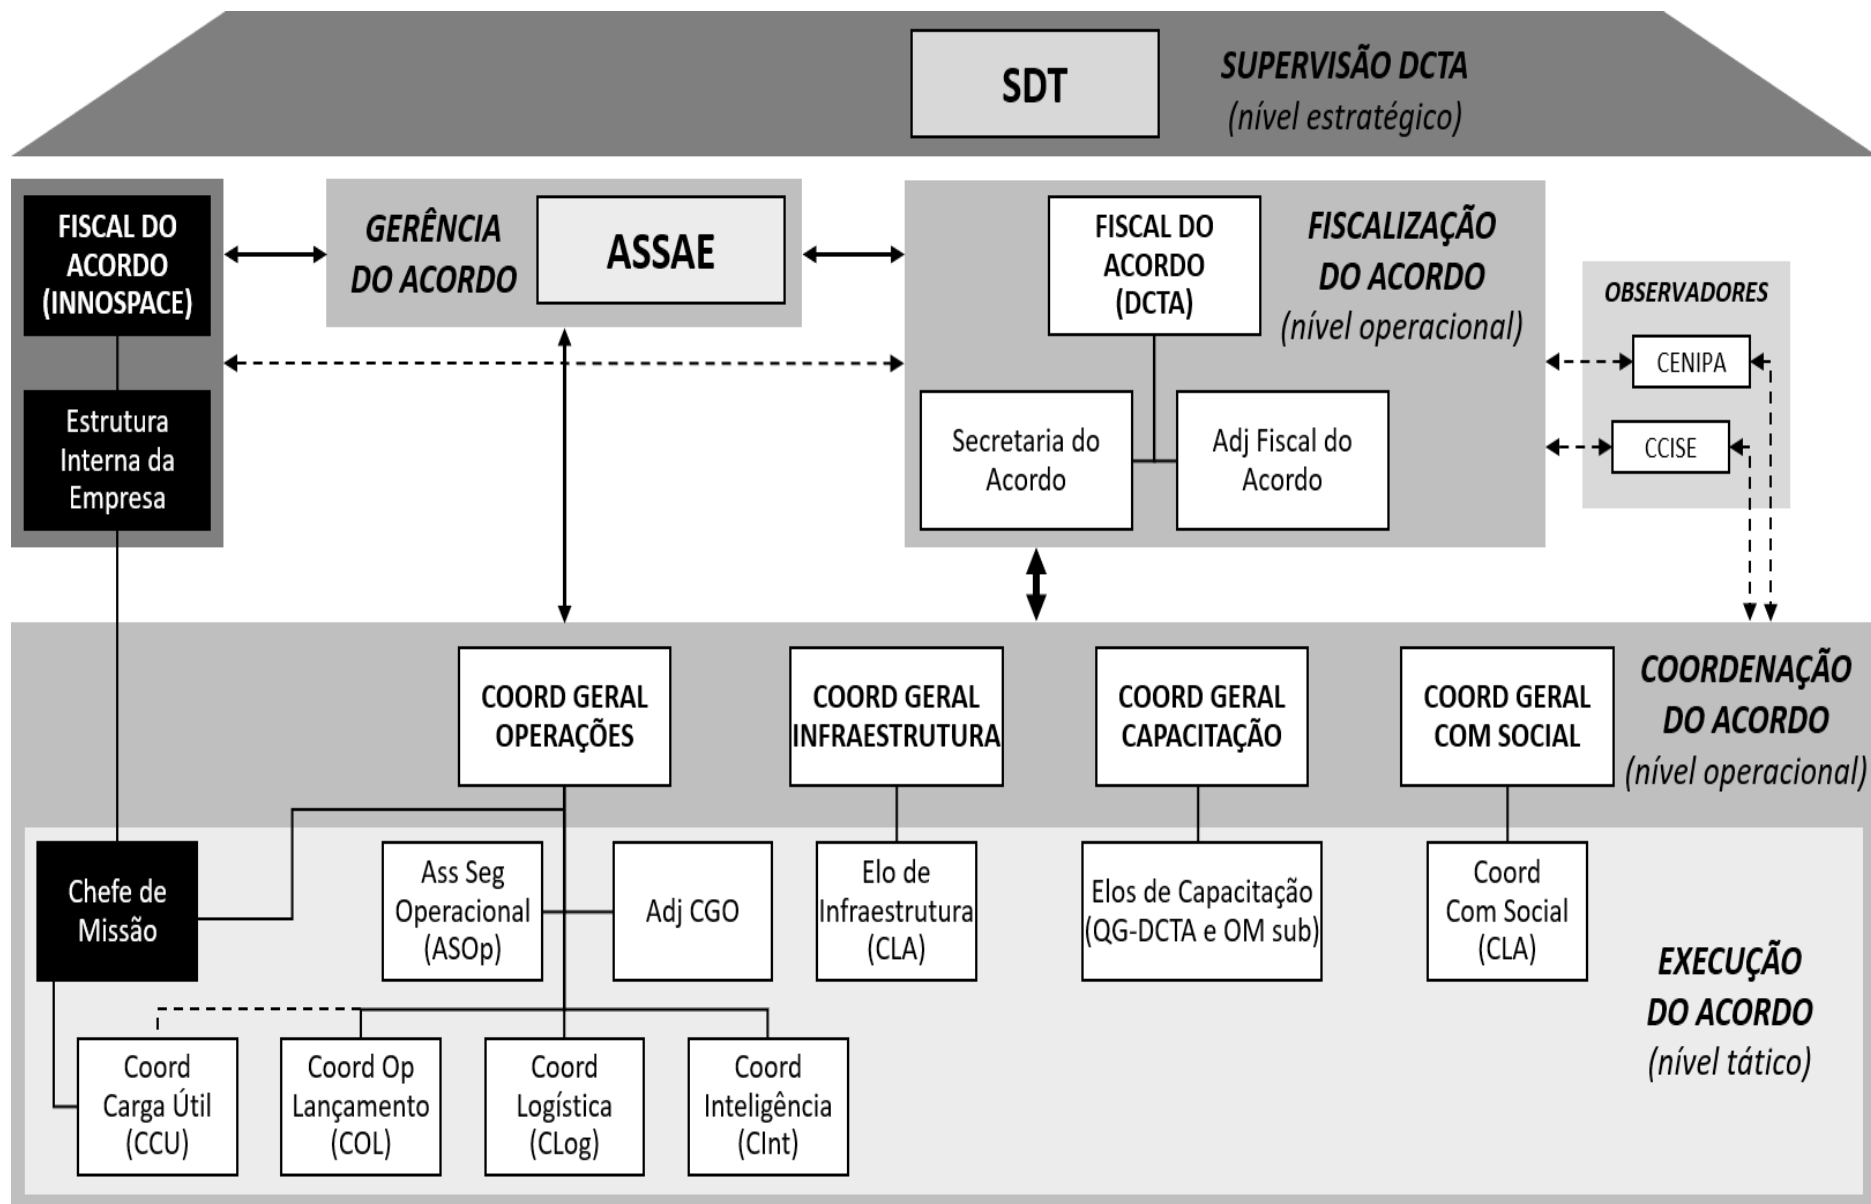 SDT
SUPERVISÃO DCTA
(nível estratégico)
FISCAL DO
ACORDO
(INNOSPACE)
Estrutura
Interna da
Empresa
GERÊNCIA
DO ACORDO
ASSAE
FISCAL DO
ACORDO
(DCTA)
FISCALIZAÇÃO
DO ACORDO
(nível operacional)
Secretaria do
Acordo
Adj Fiscal do
Acordo
OBSERVADORES
CENIPA
CCISE
COORD GERAL
OPERAÇÕES
COORD GERAL
INFRAESTRUTURA
COORD GERAL
CAPACITAÇÃO
COORD GERAL
COM SOCIAL
COORDENAÇÃO
DO ACORDO
(nível operacional)
Chefe de
Missão
Ass Seg
Operacional
(ASOp)
Adj CGO
Elo de
Infraestrutura
(CLA)
Elos de Capacitação
(QG-DCTA e OM sub)
Coord
Com Social
(CLA)
EXECUÇÃO
DO ACORDO
(nível tático)
Coord
Carga Útil
(CCU)
Coord Op
Lançamento
(COL)
Coord
Logística
(CLog)
Coord
Inteligência
(CInt)